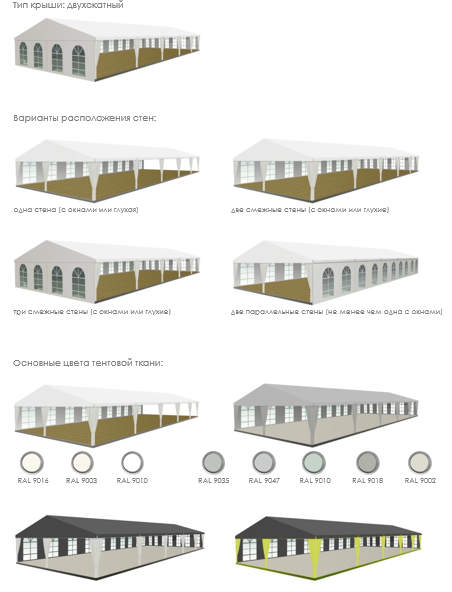 Тип крыши: двухскатный
Варианты расположения стен:
одна стена (с окнами или глухая)
две смежные стены (с окнами или глухие)
три смежные стены (с окнами или глухие)
две параллельные стены (не менее чем одна с окнами)
Основные цвета тентовой ткани:
RAL 9016 RAL 9003 RAL 9010 RAL 9035 RAL 9047 RAL 9010 RAL 9018 RAL 9002